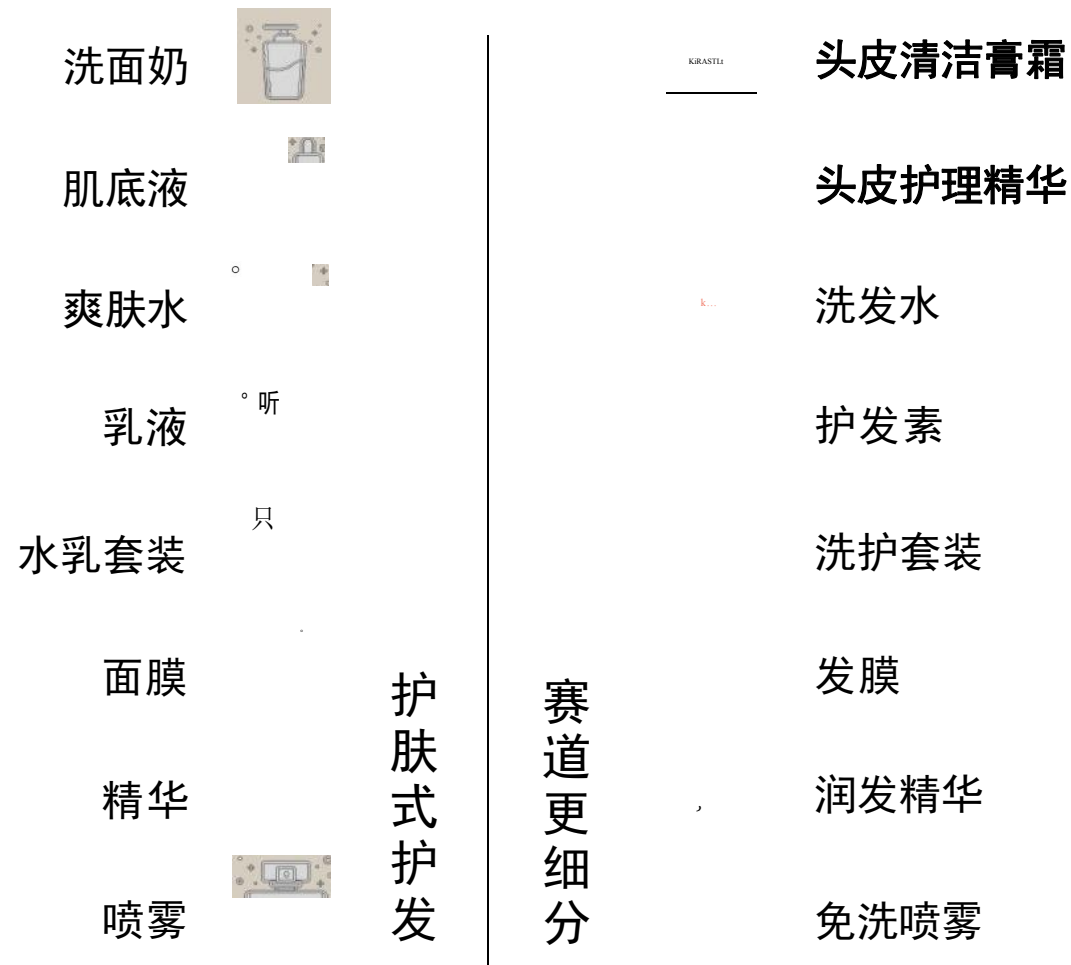 洗面奶
肌底液
爽肤水
乳液
水乳套装
面膜
精华
喷雾
。
° 听
只
护肤式护发
赛道更细分
KiRASTLt
k...
,
头皮清洁膏霜
头皮护理精华
洗发水
护发素
洗护套装
发膜
润发精华
免洗喷雾